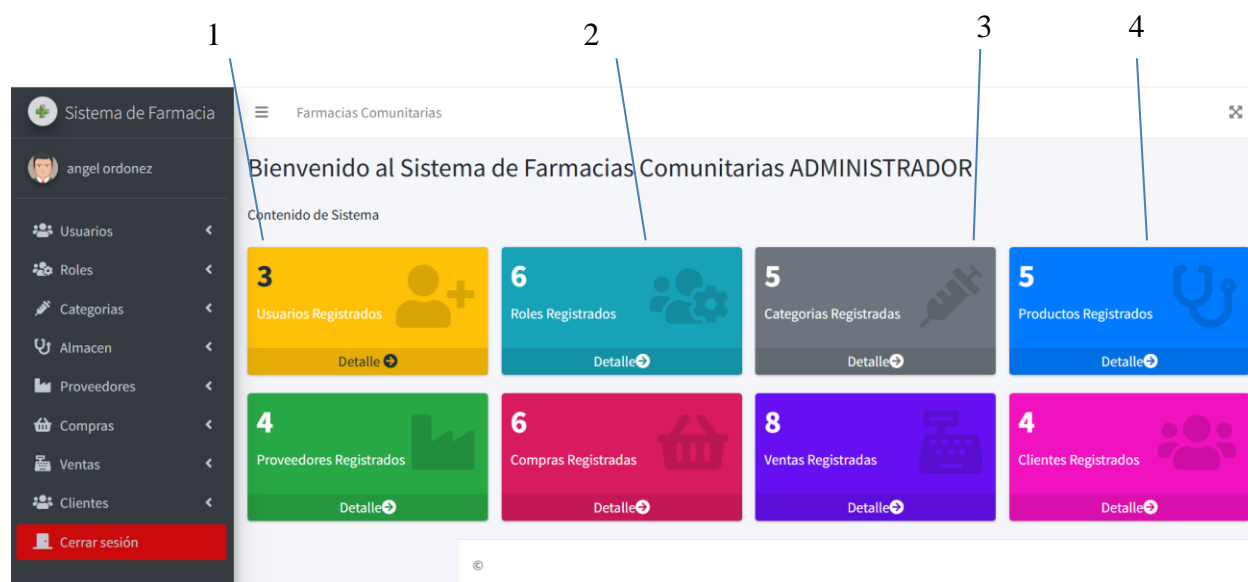 1 2 3 4
Sistema de Farmacia
Farmacias Comunitarias
angel ordonez
Usuarios
Roles
Categorias
Almacen
Proveedores
Compras
Ventas
Clientes
Cerrar sesión
Bienvenido al Sistema de Farmacias Comunitarias ADMINISTRADOR
Contenido de Sistema
3
Usuarios Registrados
Detalle
6
Roles Registrados
Detalle
5
Categorias Registradas
Detalle
5
Productos Registrados
Detalle
4
Proveedores Registrados
Detalle
6
Compras Registradas
Detalle
8
Ventas Registradas
Detalle
4
Clientes Registrados
Detalle
©